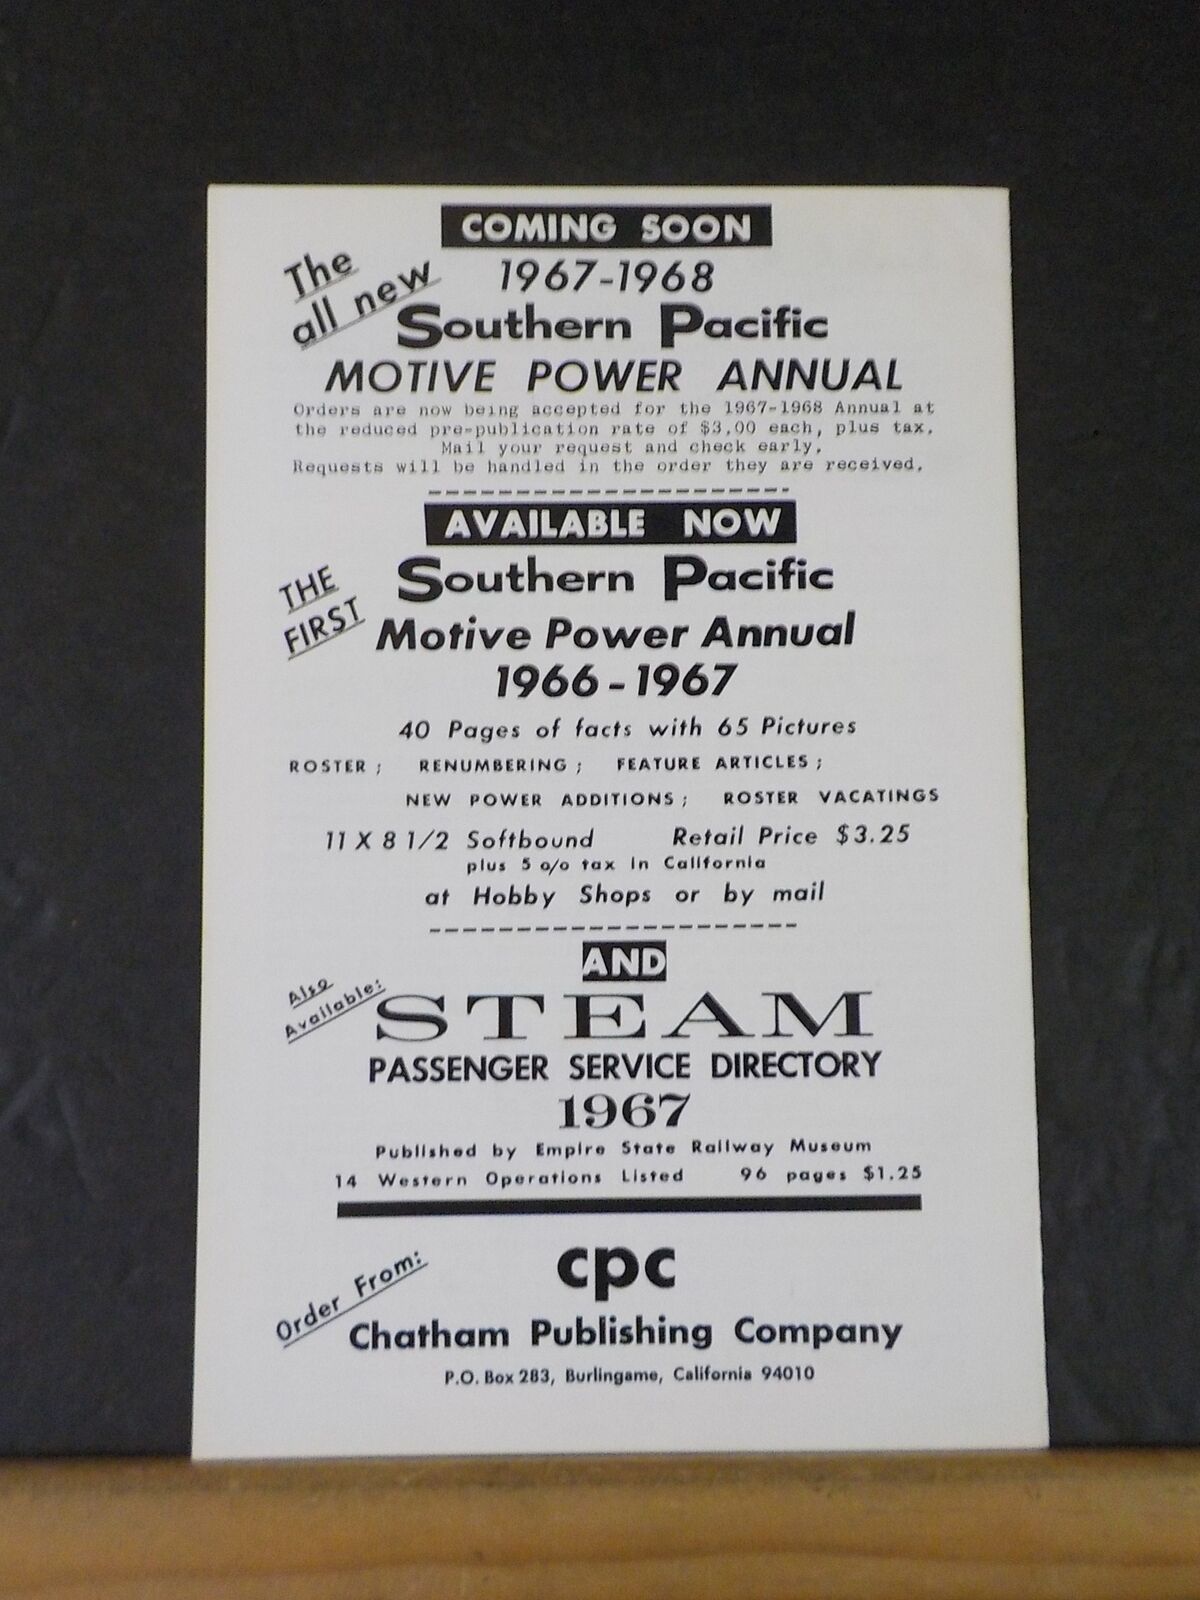 COMING SOON
The
all new
1967-1968
Southern Pacific
MOTIVE POWER ANNUAL
Orders are now being accepted for the 1967-1968 Annual at
the reduced pre-publication rate of $3.00 each, plus tax.
Mail your request and check early.
Requests will be handled in the order they are received.
AVAILABLE NOW
THE
FIRST
Southern Pacific
Motive Power Annual
1966-1967
40 Pages of facts with 65 Pictures
ROSTER; RENUMBERING; FEATURE ARTICLES;
NEW POWER ADDITIONS; ROSTER VACATINGS
11 X 8 1/2 Softbound Retail Price $3.25
plus 5 o/o tax in California
at Hobby Shops or by mail
AND
Also
Available:
STEAM
PASSENGER SERVICE DIRECTORY
1967
Published by Empire State Railway Museum
14 Western Operations Listed 96 pages $1.25
Order From:
cpc
Chatham Publishing Company
P.O. Box 283, Burlingame, California 94010